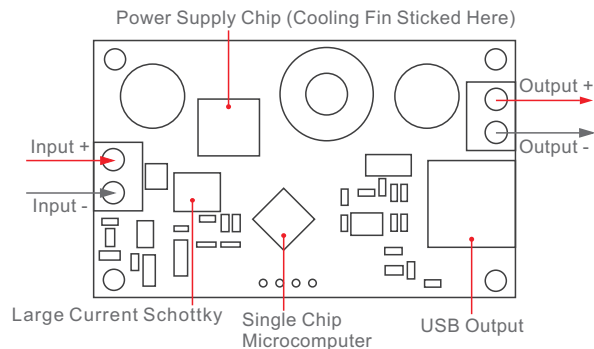 Power Supply Chip (Cooling Fin Sticked Here)
Output +
Output -
Input +
Input -
Large Current Schottky
Single Chip
Microcomputer
USB Output